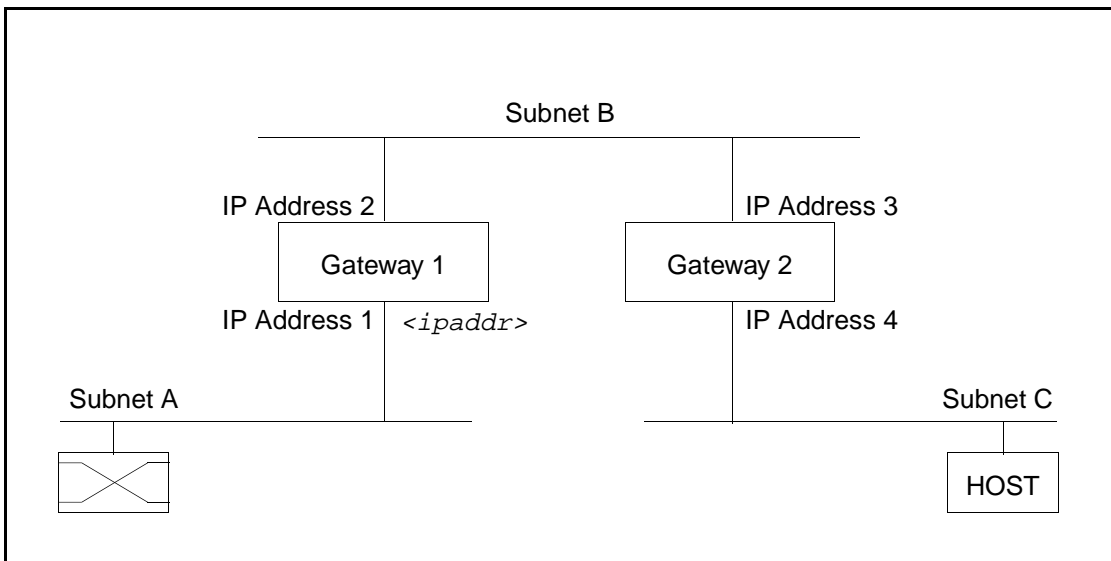 Subnet B
IP Address 2
IP Address 3
Gateway 1
Gateway 2
IP Address 1 <ipaddr>
IP Address 4
Subnet A
Subnet C
HOST